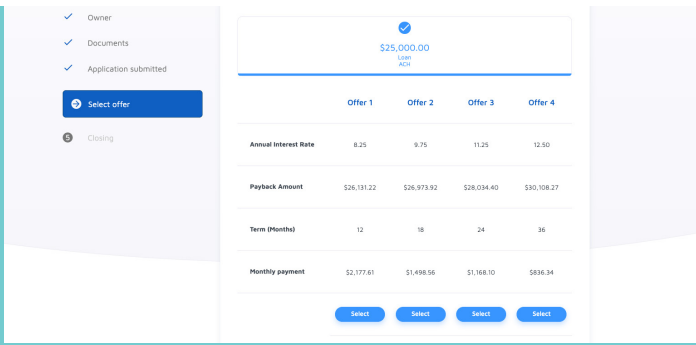 Owner
Documents
Application submitted
Select offer
5 Closing
$25,000.00
Loan
ACH
Offer 1 Offer 2 Offer 3 Offer 4
Annual Interest Rate 8.25 9.75 11.25 12.50
Payback Amount $26,131.22 $26,973.92 $28,034.40 $30,108.27
Term (Months) 12 18 24 36
Monthly payment $2,177.61 $1,498.56 $1,168.10 $836.34
Select Select Select Select